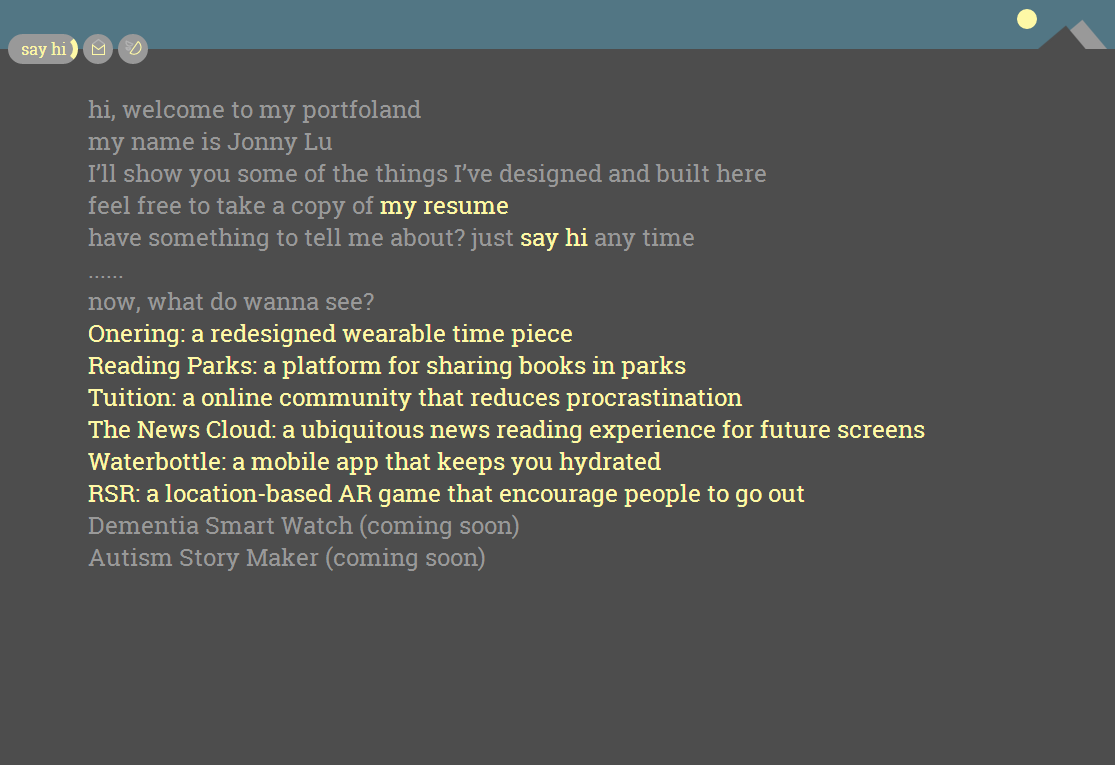 say hi
hi, welcome to my portfoland
my name is Jonny Lu
I’ll show you some of the things I’ve designed and built here
feel free to take a copy of my resume
have something to tell me about? just say hi any time
......
now, what do wanna see?
Onering: a redesigned wearable time piece
Reading Parks: a platform for sharing books in parks
Tuition: a online community that reduces procrastination
The News Cloud: a ubiquitous news reading experience for future screens
Waterbottle: a mobile app that keeps you hydrated
RSR: a location-based AR game that encourage people to go out
Dementia Smart Watch (coming soon)
Autism Story Maker (coming soon)